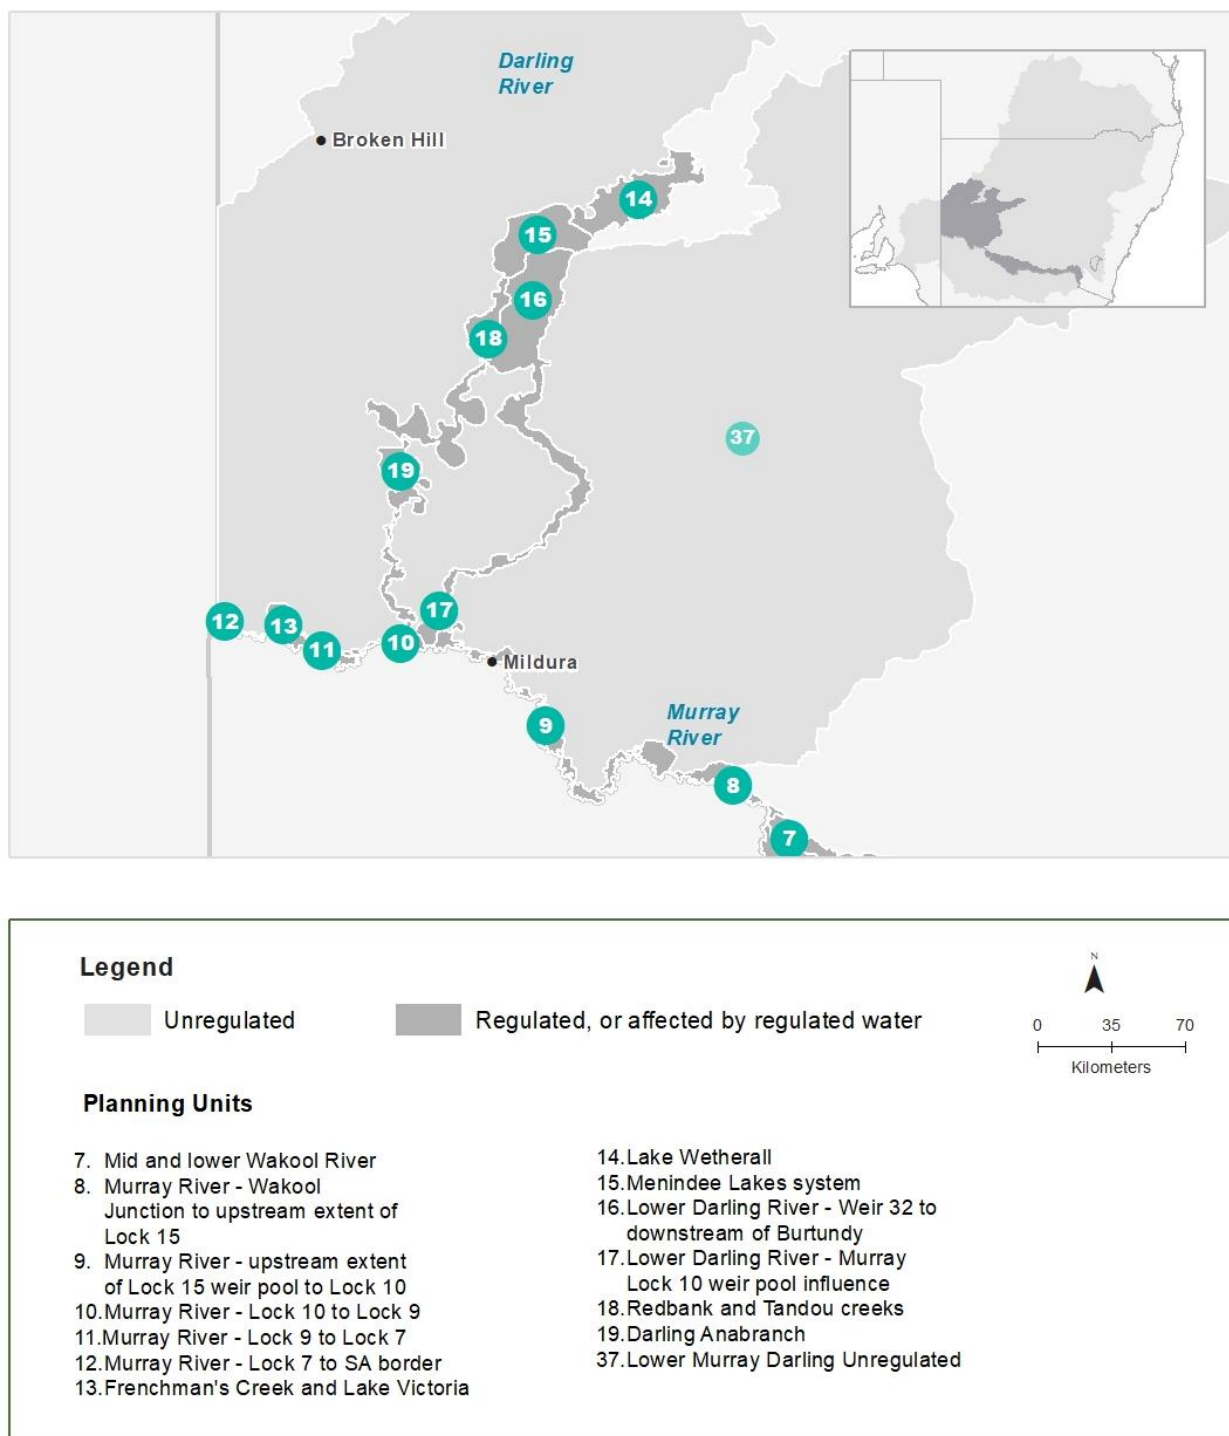 Darling
River
Broken Hill
14
15
16
18
37
19
17
12
13
11
10
Mildura
9
Murray
River
8
7
Legend
Unregulated
Regulated, or affected by regulated water
N
0 35 70
Kilometers
Planning Units
7. Mid and lower Wakool River
8. Murray River - Wakool
Junction to upstream extent of
Lock 15
9. Murray River - upstream extent
of Lock 15 weir pool to Lock 10
10.Murray River - Lock 10 to Lock 9
11.Murray River - Lock 9 to Lock 7
12.Murray River - Lock 7 to SA border
13.Frenchman's Creek and Lake Victoria
14.Lake Wetherall
15.Menindee Lakes system
16.Lower Darling River - Weir 32 to
downstream of Burtundy
17.Lower Darling River - Murray
Lock 10 weir pool influence
18.Redbank and Tandou creeks
19.Darling Anabranch
37.Lower Murray Darling Unregulated